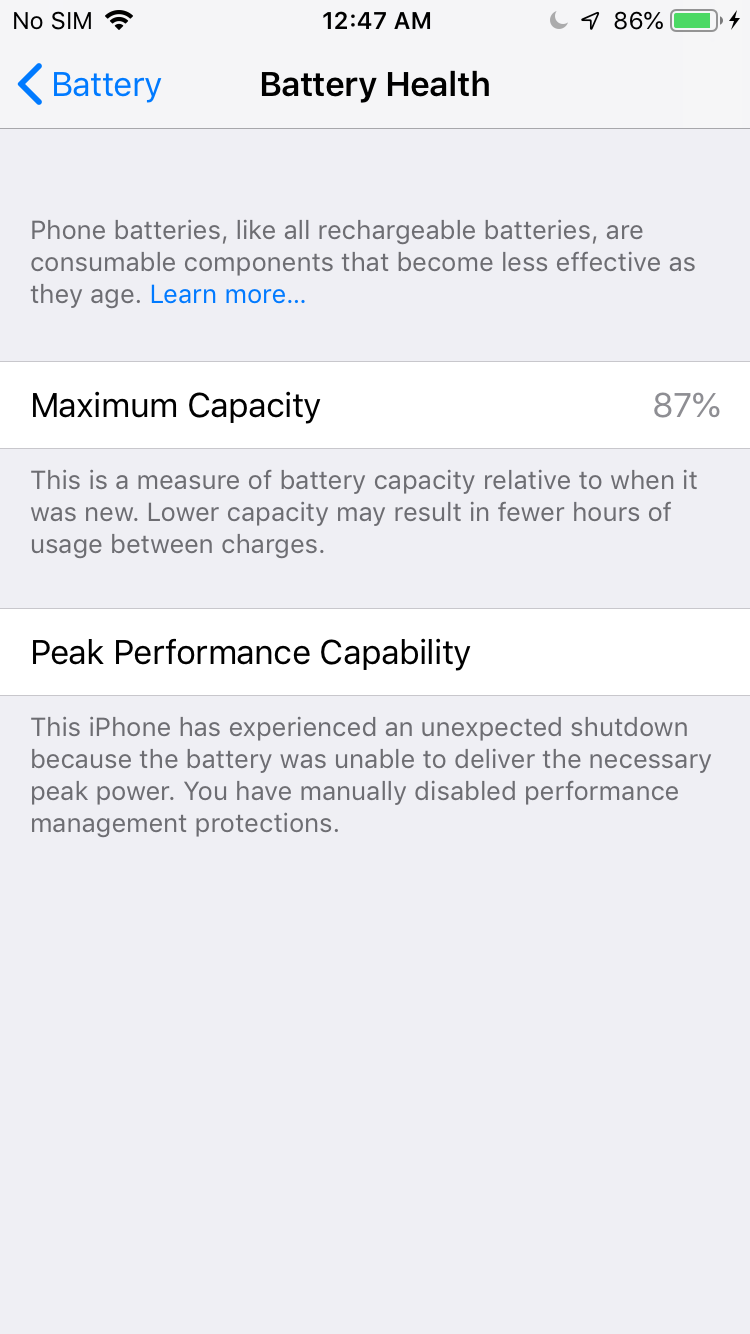 No SIM 12:47 AM 86%
Battery Battery Health
Phone batteries, like all rechargeable batteries, are
consumable components that become less effective as
they age. Learn more...
Maximum Capacity 87%
This is a measure of battery capacity relative to when it
was new. Lower capacity may result in fewer hours of
usage between charges.
Peak Performance Capability
This iPhone has experienced an unexpected shutdown
because the battery was unable to deliver the necessary
peak power. You have manually disabled performance
management protections.